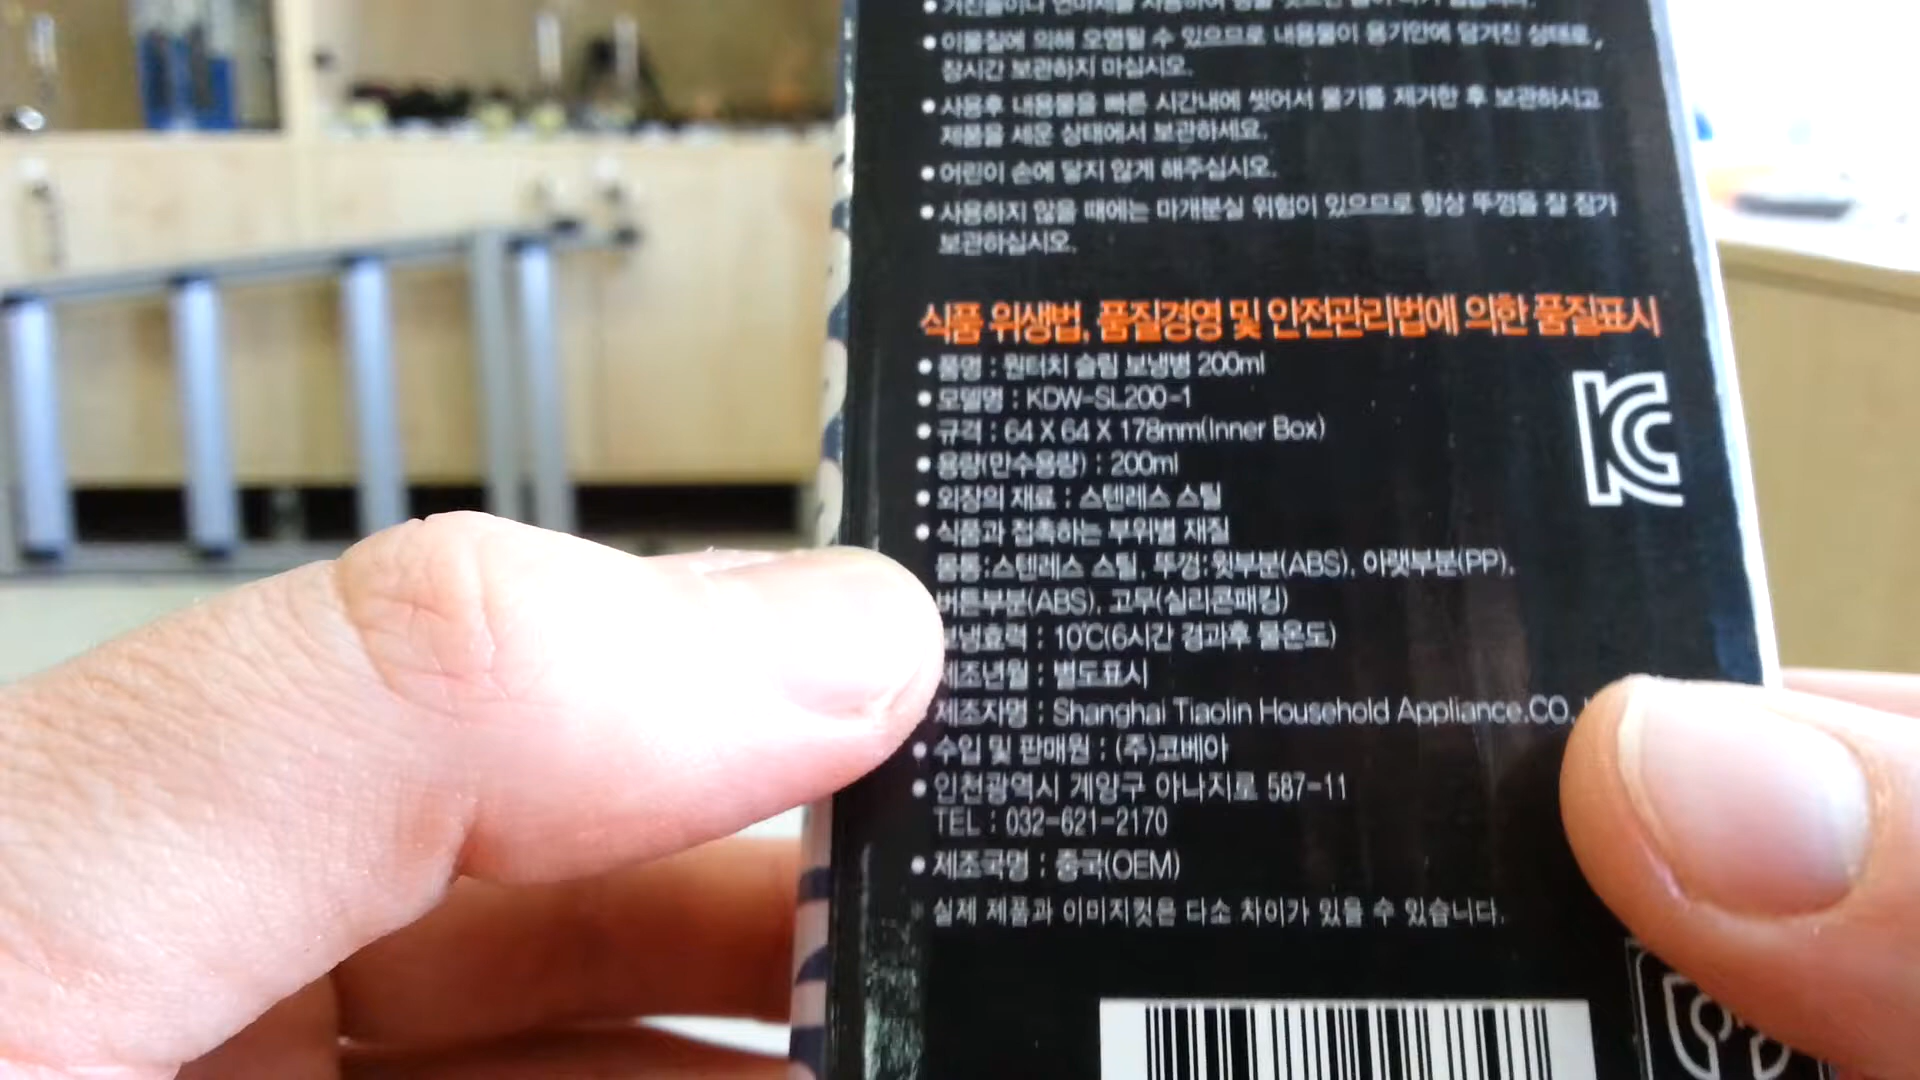 • 이물질에 의해 오염될 수 있으므로 내용물이 용기안에 담겨진 상태로,
장시간 보관하지 마십시오.
• 사용후 내용물을 빠른 시간내에 씻어서 물기를 제거한 후 보관하시고
제품을 세운 상태에서 보관하세요.
• 어린이 손에 닿지 않게 해주십시오.
• 사용하지 않을 때에는 마개분실 위험이 있으므로 항상 뚜껑을 잘 잠가
보관하십시오.
식품 위생법, 품질경영 및 안전관리법에 의한 품질표시
• 품명 : 원터치 슬림 보냉병 200ml
• 모델명 : KDW-SL200-1
• 규격 : 64 X 64 X 178mm(Inner Box)
• 용량(만수용량) : 200ml
• 외장의 재료 : 스텐레스 스틸
• 식품과 접촉하는 부위별 재질
몸통:스텐레스 스틸, 뚜껑:윗부분(ABS), 아랫부분(PP),
버튼부분(ABS), 고무(실리콘패킹)
보냉효력 : 10℃(6시간 경과후 물온도)
제조년월 : 별도표시
제조자명 : Shanghai Tiaolin Household Appliance.CO.
• 수입 및 판매원 : (주)코베아
• 인천광역시 계양구 아나지로 587-11
TEL : 032-621-2170
• 제조국명 : 중국(OEM)
실제 제품과 이미지컷은 다소 차이가 있을 수 있습니다.